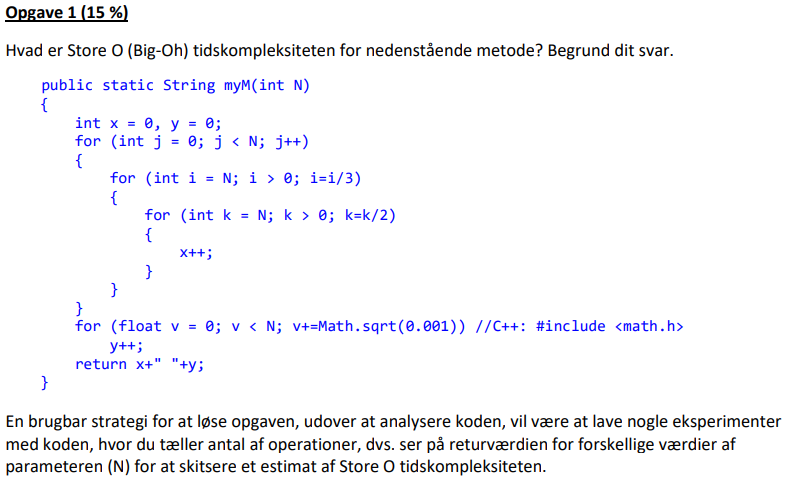 Opgave 1 (15 %)
Hvad er Store O (Big-Oh) tidskompleksiteten for nedenstående metode? Begrund dit svar.
public static String myM(int N)
{
int x = 0, y = 0;
for (int j = 0; j < N; j++)
{
for (int i = N; i > 0; i=i/3)
{
for (int k = N; k > 0; k=k/2)
{
x++;
}
}
}
for (float v = 0; v < N; v+=Math.sqrt(0.001)) //C++: #include <math.h>
y++;
return x+" "+y;
}
En brugbar strategi for at løse opgaven, udover at analysere koden, vil være at lave nogle eksperimenter
med koden, hvor du tæller antal af operationer, dvs. ser på returværdien for forskellige værdier af
parameteren (N) for at skitsere et estimat af Store O tidskompleksiteten.